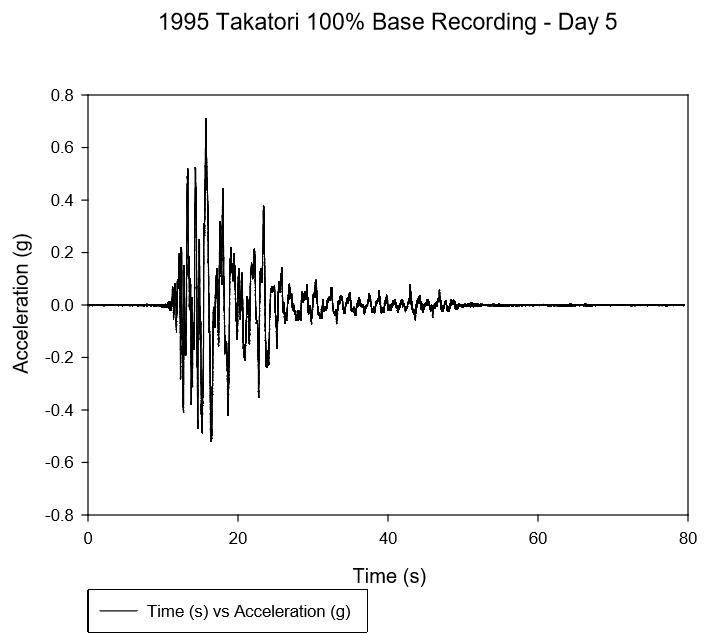 1995 Takatori 100% Base Recording - Day 5
0.8
0.6
0.4
0.2
0.0
-0.2
-0.4
-0.6
-0.8
Acceleration (g)
0 20 40 60 80
Time (s)
Time (s) vs Acceleration (g)